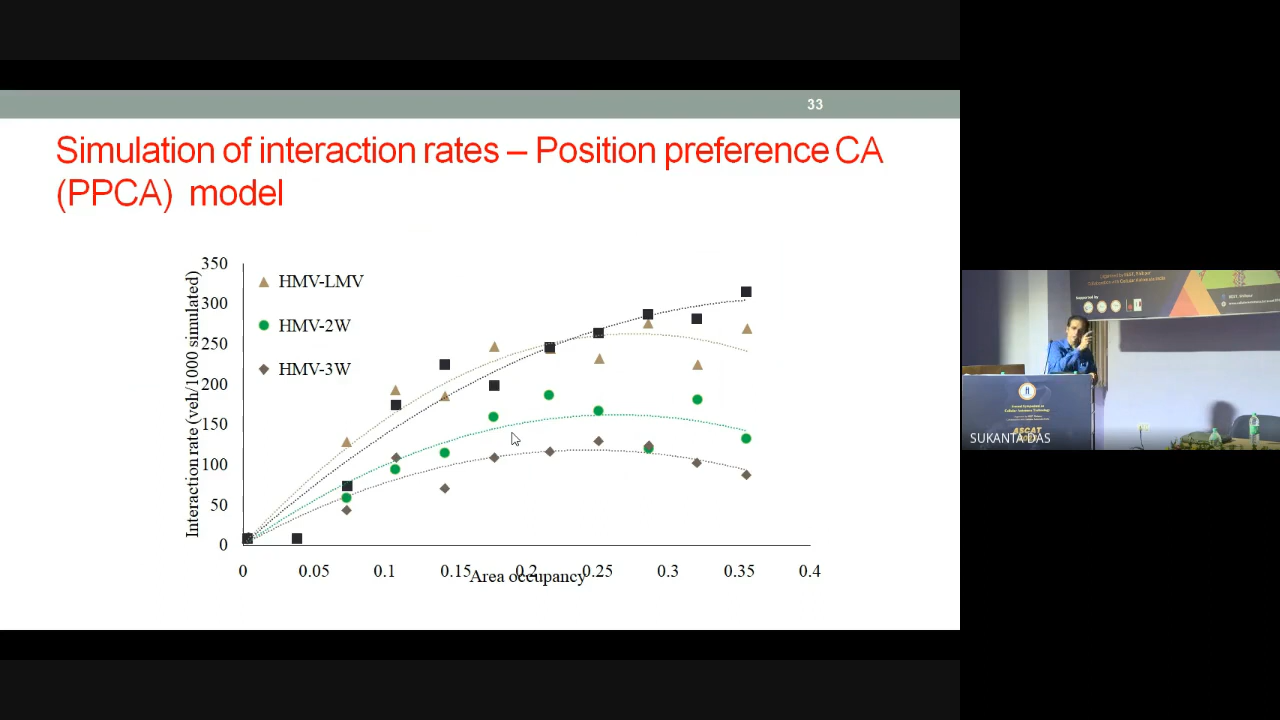 33
Simulation of interaction rates – Position preference CA
(PPCA) model
350
300
250
200
150
100
50
0
Interaction rate (veh/1000 simulated)
HMV-LMV
HMV-2W
HMV-3W
0 0.05 0.1 0.15 0.2 0.25 0.3 0.35 0.4
Area occupancy
Supported by
SUKANTA DAS